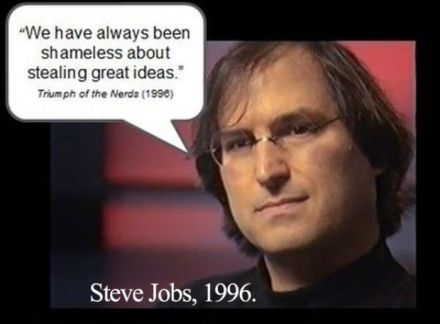 “We have always been
shameless about
stealing great ideas.”
Triumph of the Nerds (1996)
Steve Jobs, 1996.